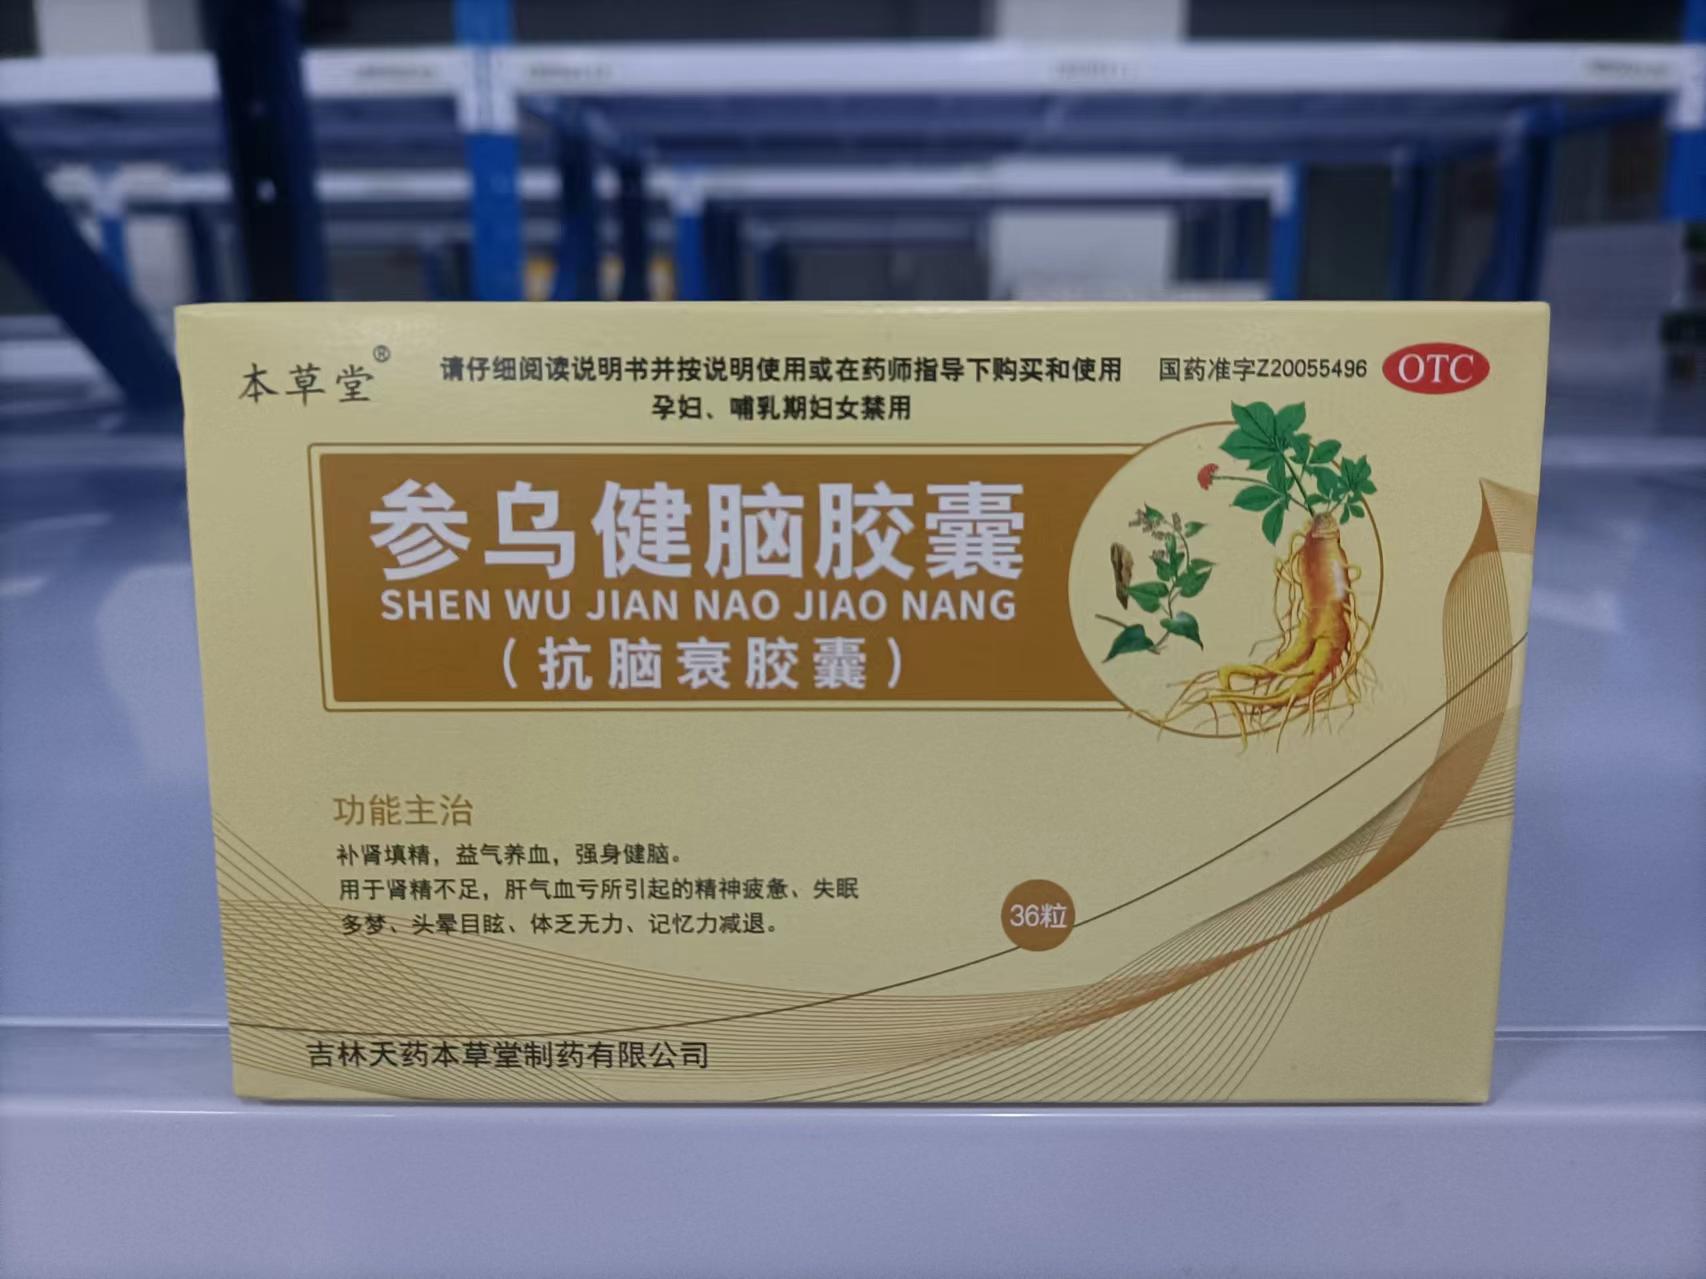 本草堂®
请仔细阅读说明书并按说明使用或在药师指导下购买和使用
孕妇、哺乳期妇女禁用
国药准字Z20055496
OTC
参乌健脑胶囊
SHEN WU JIAN NAO JIAO NANG
（抗脑衰胶囊）
功能主治
补肾填精，益气养血，强身健脑。
用于肾精不足，肝气血亏所引起的精神疲惫、失眠
多梦、头晕目眩、体乏无力、记忆力减退。
36粒
吉林天药本草堂制药有限公司